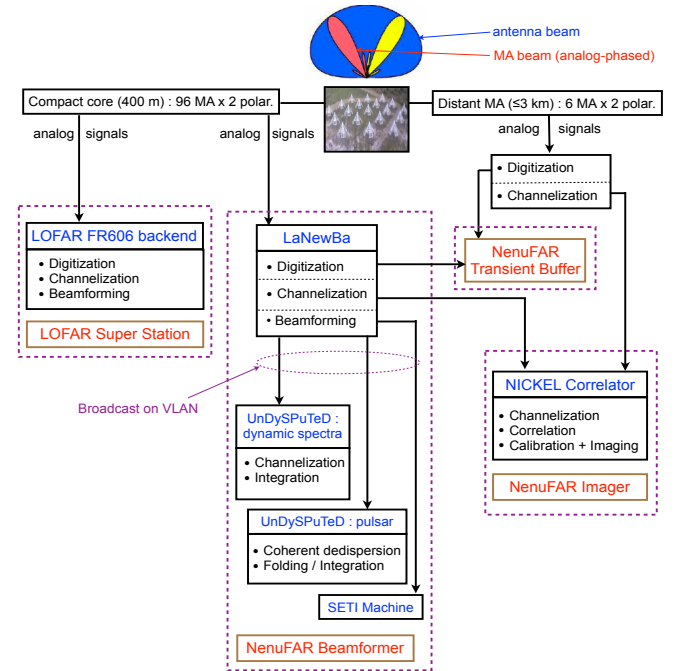 antenna beam
MA beam (analog-phased)
Compact core (400 m) : 96 MA x 2 polar.
Distant MA (≤3 km) : 6 MA x 2 polar.
analog signals
analog signals
analog signals
• Digitization
• Channelization
LOFAR FR606 backend
• Digitization
• Channelization
• Beamforming
LOFAR Super Station
LaNewBa
• Digitization
• Channelization
• Beamforming
NenuFAR
Transient Buffer
Broadcast on VLAN
NICKEL Correlator
• Channelization
• Correlation
• Calibration + Imaging
NenuFAR Imager
UnDySPuTeD :
dynamic spectra
• Channelization
• Integration
UnDySPuTeD : pulsar
• Coherent dedispersion
• Folding / Integration
SETI Machine
NenuFAR Beamformer